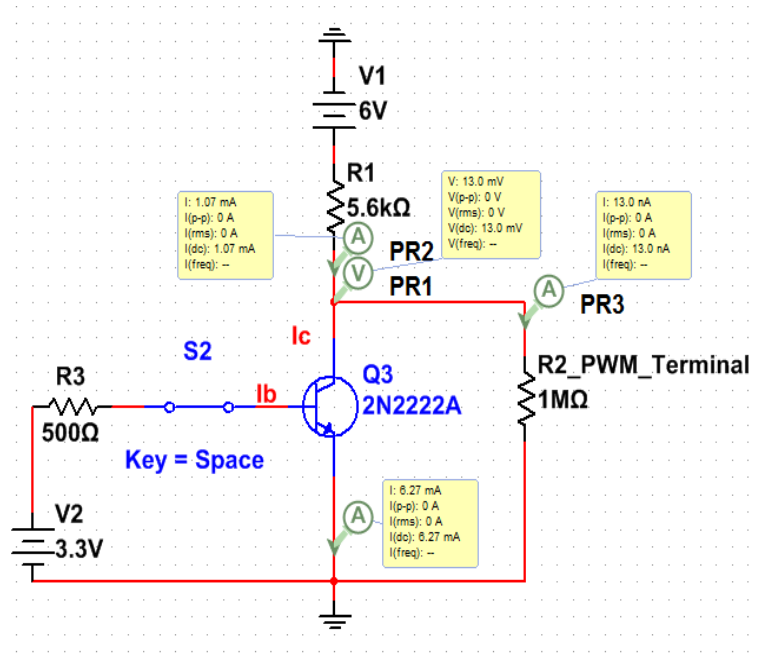 V1
6V
R1
5.6kΩ
I: 1.07 mA
I(p-p): 0 A
I(rms): 0 A
I(dc): 1.07 mA
I(freq): --
V: 13.0 mV
V(p-p): 0 V
V(rms): 0 V
V(dc): 13.0 mV
V(freq): --
I: 13.0 nA
I(p-p): 0 A
I(rms): 0 A
I(dc): 13.0 nA
I(freq): --
A
PR2
V
PR1
A
PR3
Ic
S2
R3
500Ω
Ib
Key = Space
Q3
2N2222A
R2_PWM_Terminal
1MΩ
V2
3.3V
A
I: 6.27 mA
I(p-p): 0 A
I(rms): 0 A
I(dc): 6.27 mA
I(freq): --